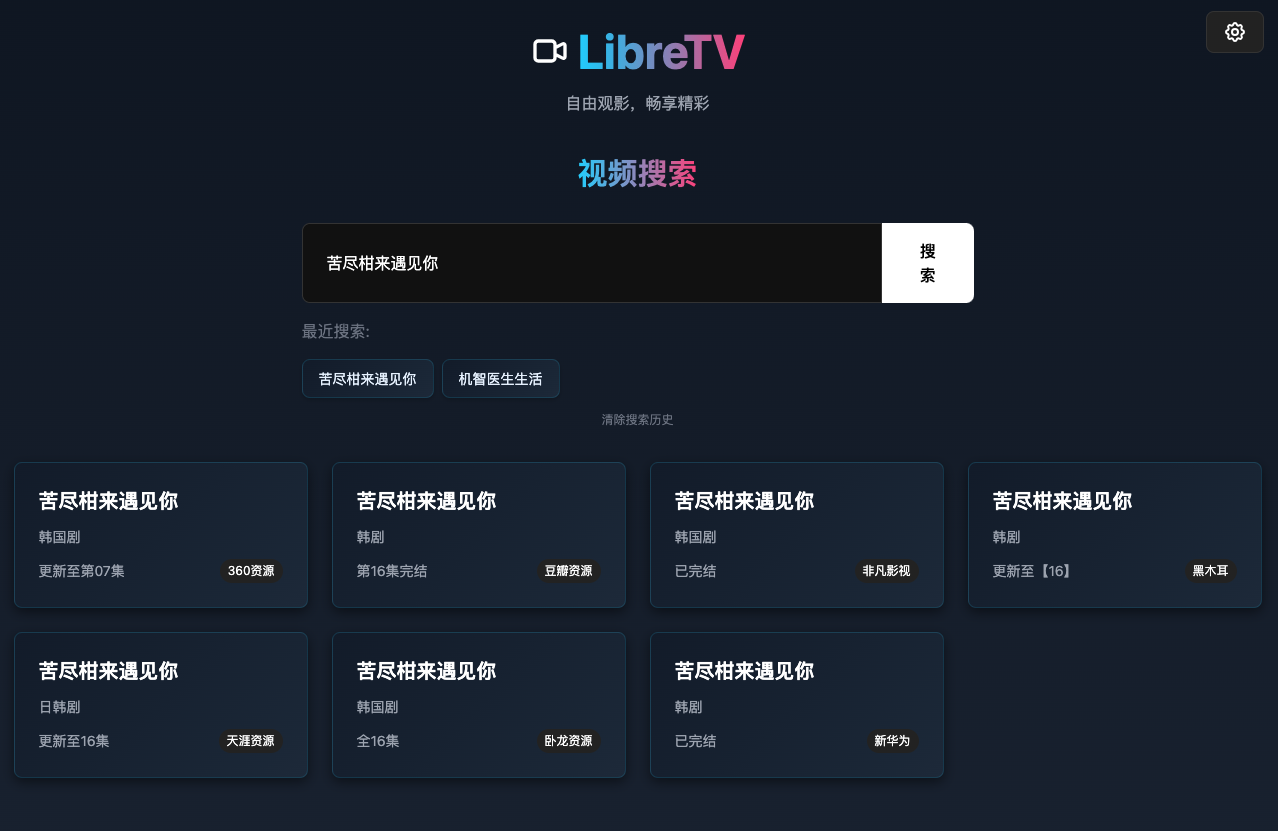 LibreTV
自由观影，畅享精彩
视频搜索
苦尽柑来遇见你
搜
索
最近搜索:
苦尽柑来遇见你
机智医生生活
清除搜索历史
苦尽柑来遇见你
韩国剧
更新至第07集
360资源
苦尽柑来遇见你
韩剧
第16集完结
豆瓣资源
苦尽柑来遇见你
韩国剧
已完结
非凡影视
苦尽柑来遇见你
韩剧
更新至【16】
黑木耳
苦尽柑来遇见你
日韩剧
更新至16集
天涯资源
苦尽柑来遇见你
韩国剧
全16集
卧龙资源
苦尽柑来遇见你
韩剧
已完结
新华为